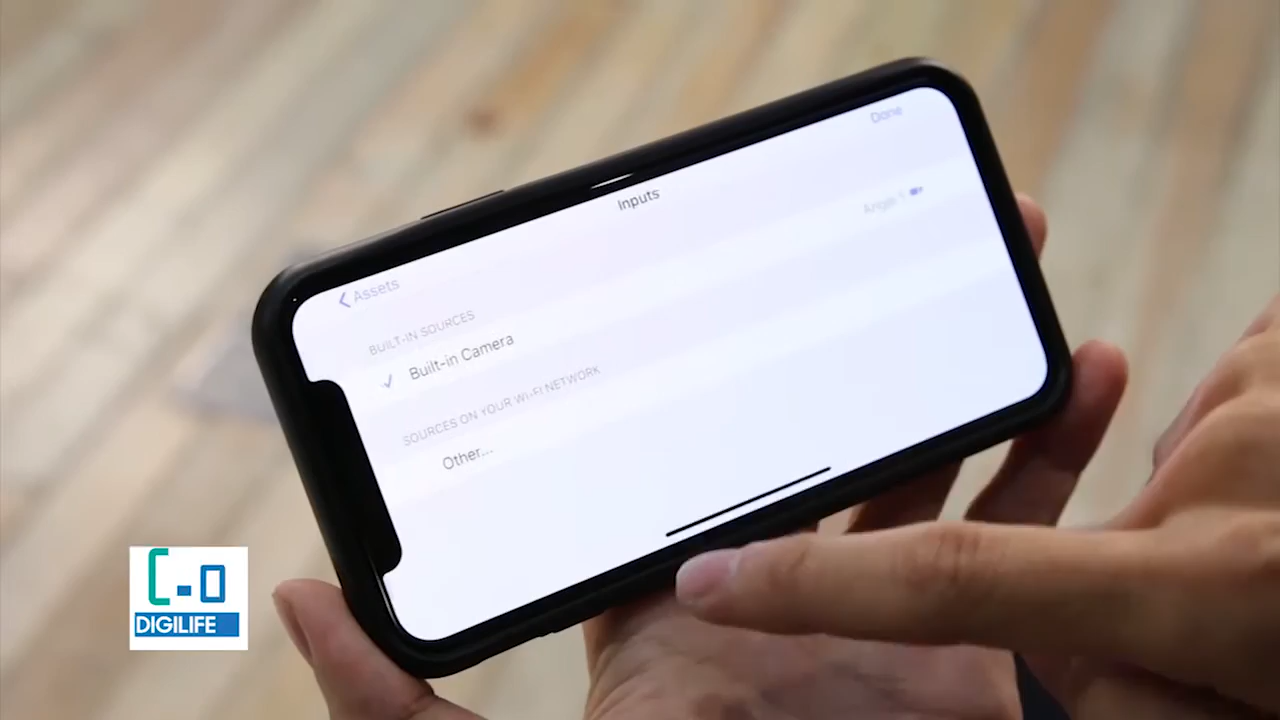 Done
Inputs
Angle 1
Assets
BUILT-IN SOURCES
Built-in Camera
SOURCES ON YOUR WI-FI NETWORK
Other...
DIGILIFE